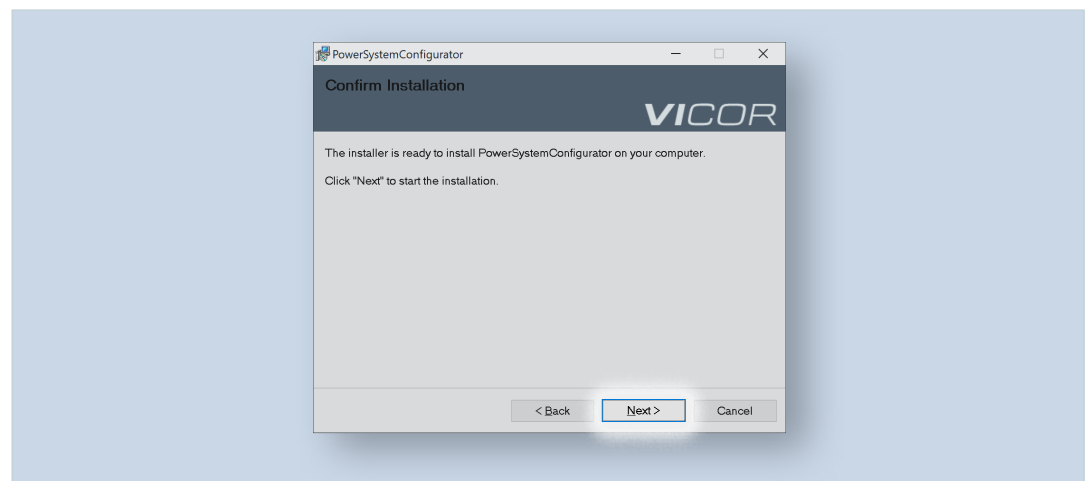 PowerSystemConfigurator
Confirm Installation
VICOR
The installer is ready to install PowerSystemConfigurator on your computer.
Click "Next" to start the installation.
< Back Next > Cancel